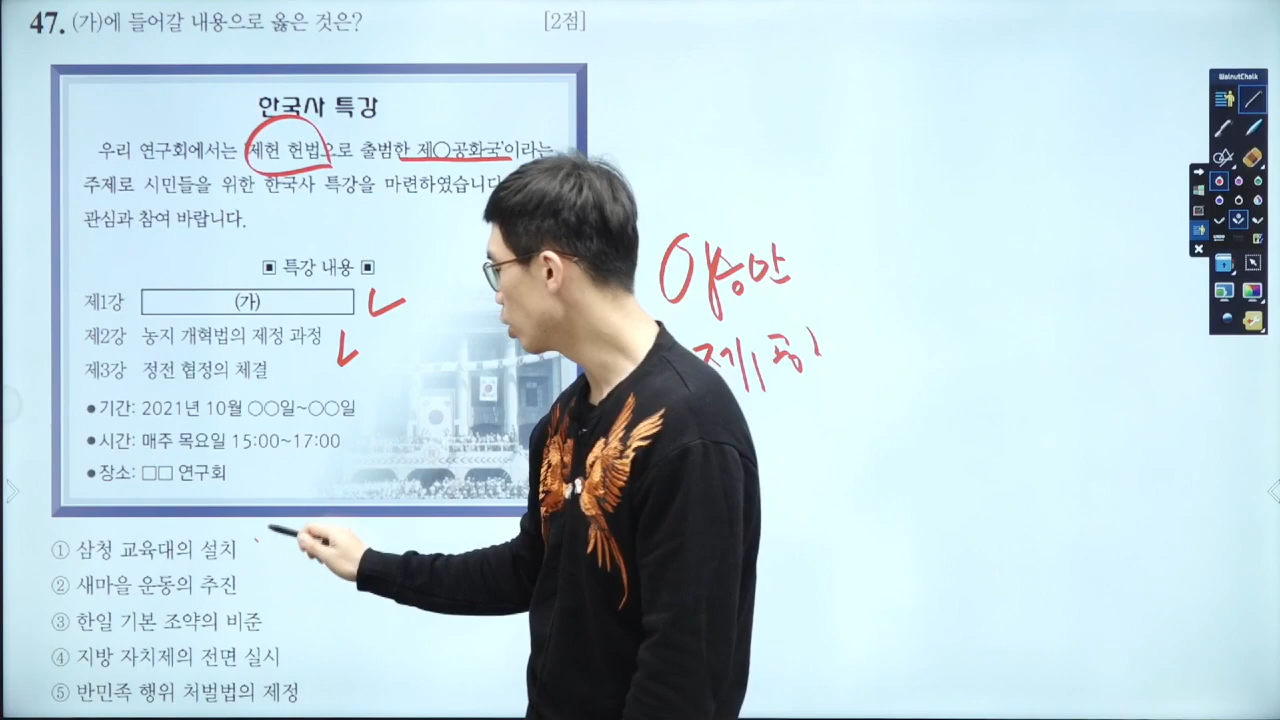 47. (가)에 들어갈 내용으로 옳은 것은? [2점]
한국사 특강
우리 연구회에서는 '제헌 헌법으로 출범한 제○공화국'이라는
주제로 시민들을 위한 한국사 특강을 마련하였습니다
관심과 참여 바랍니다.
▣ 특강 내용 ▣
제1강 (가)
제2강 농지 개혁법의 제정 과정
제3강 정전 협정의 체결
● 기간: 2021년 10월 ○○일~○○일
● 시간: 매주 목요일 15:00~17:00
● 장소: □□ 연구회
① 삼청 교육대의 설치
② 새마을 운동의 추진
③ 한일 기본 조약의 비준
④ 지방 자치제의 전면 실시
⑤ 반민족 행위 처벌법의 제정
이승만
제1공
WalnutChalk